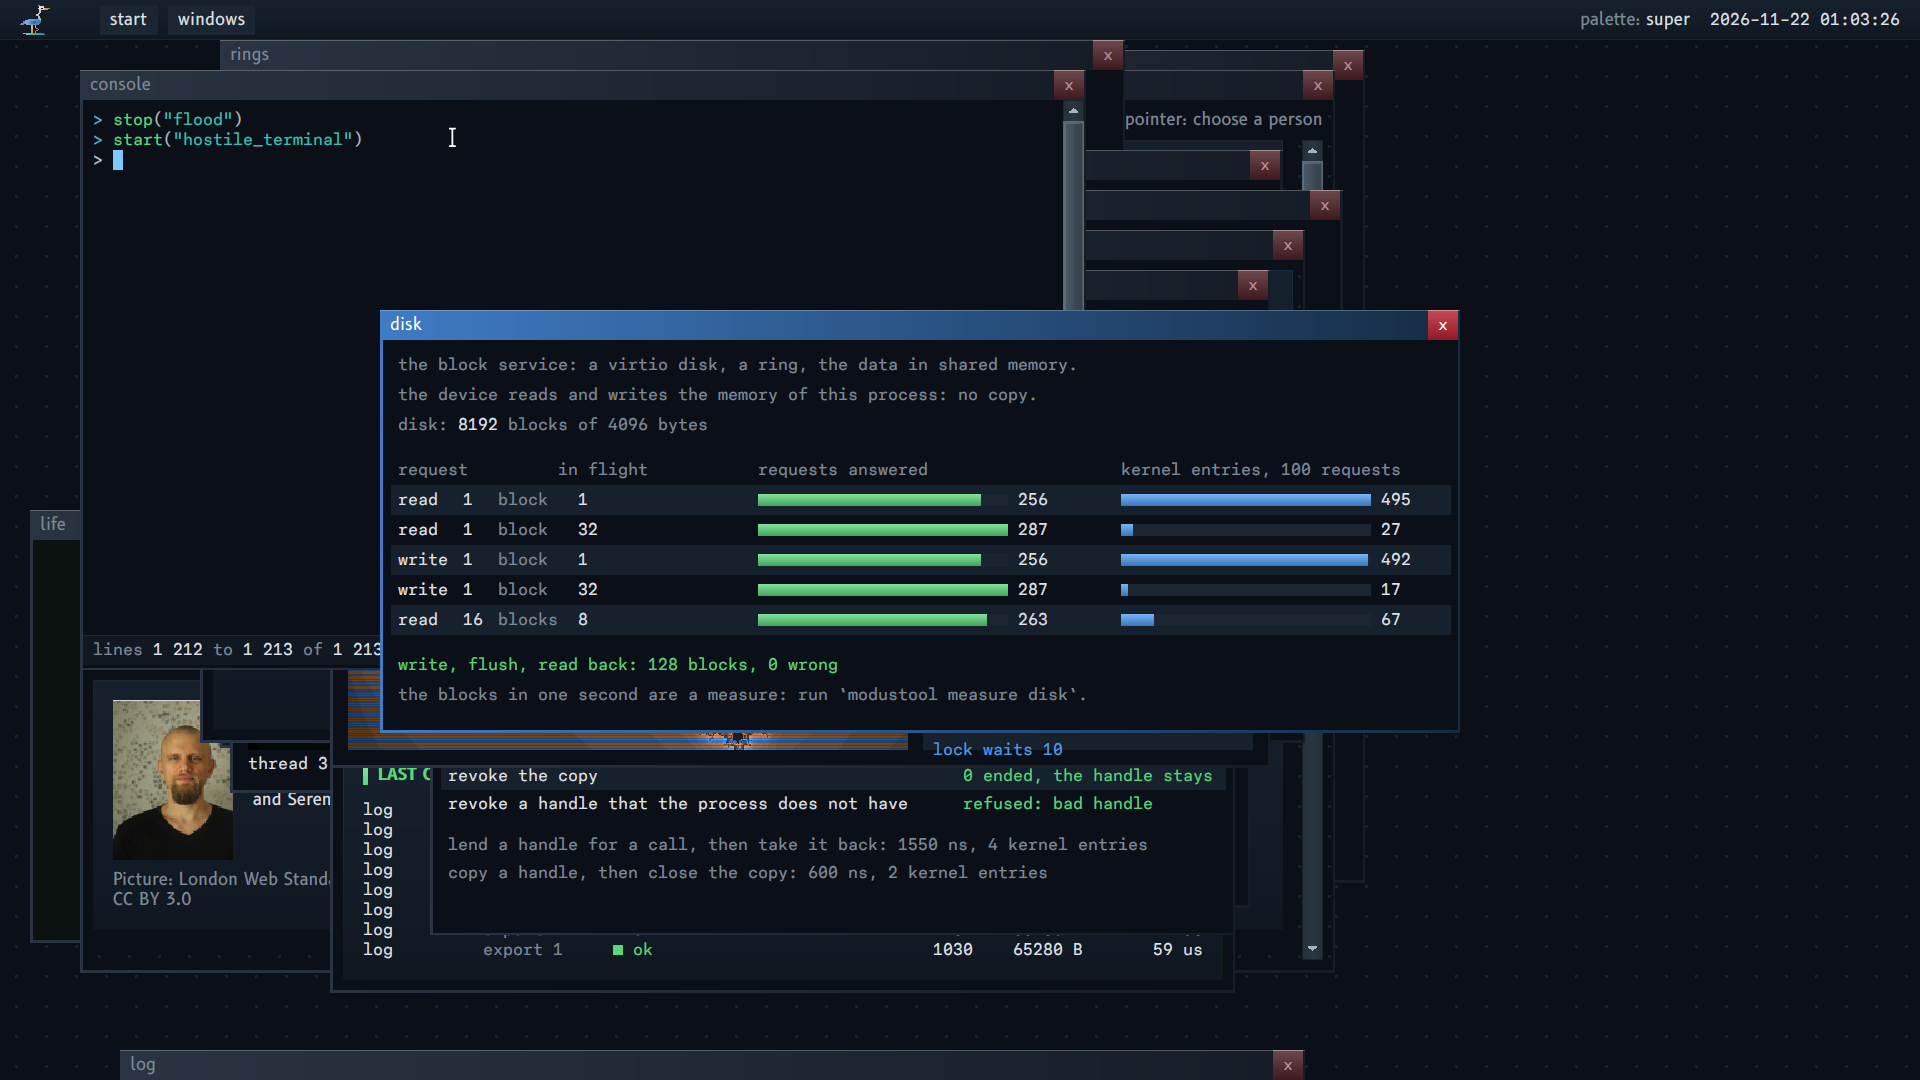 start windows palette: super 2026-11-22 01:03:26
rings x
x
console x
x
> stop("flood")
> start("hostile_terminal")
>
pointer: choose a person
x
x
x
x
disk x
the block service: a virtio disk, a ring, the data in shared memory.
the device reads and writes the memory of this process: no copy.
disk: 8192 blocks of 4096 bytes
request in flight requests answered kernel entries, 100 requests
read 1 block 1 256 495
read 1 block 32 287 27
write 1 block 1 256 492
write 1 block 32 287 17
read 16 blocks 8 263 67
write, flush, read back: 128 blocks, 0 wrong
the blocks in one second are a measure: run `modustool measure disk`.
life
lines 1 212 to 1 213 of 1 213
lock waits 10
thread 3
and Seren
Picture: London Web Standa
CC BY 3.0
LAST C
revoke the copy 0 ended, the handle stays
revoke a handle that the process does not have refused: bad handle
lend a handle for a call, then take it back: 1550 ns, 4 kernel entries
copy a handle, then close the copy: 600 ns, 2 kernel entries
log
log
log
log
log
log
log
log export 1 ok 1030 65280 B 59 us
log x